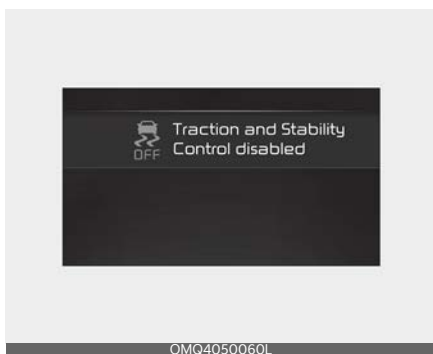 Traction and Stability
OFF Control disabled
OMQ4050060L